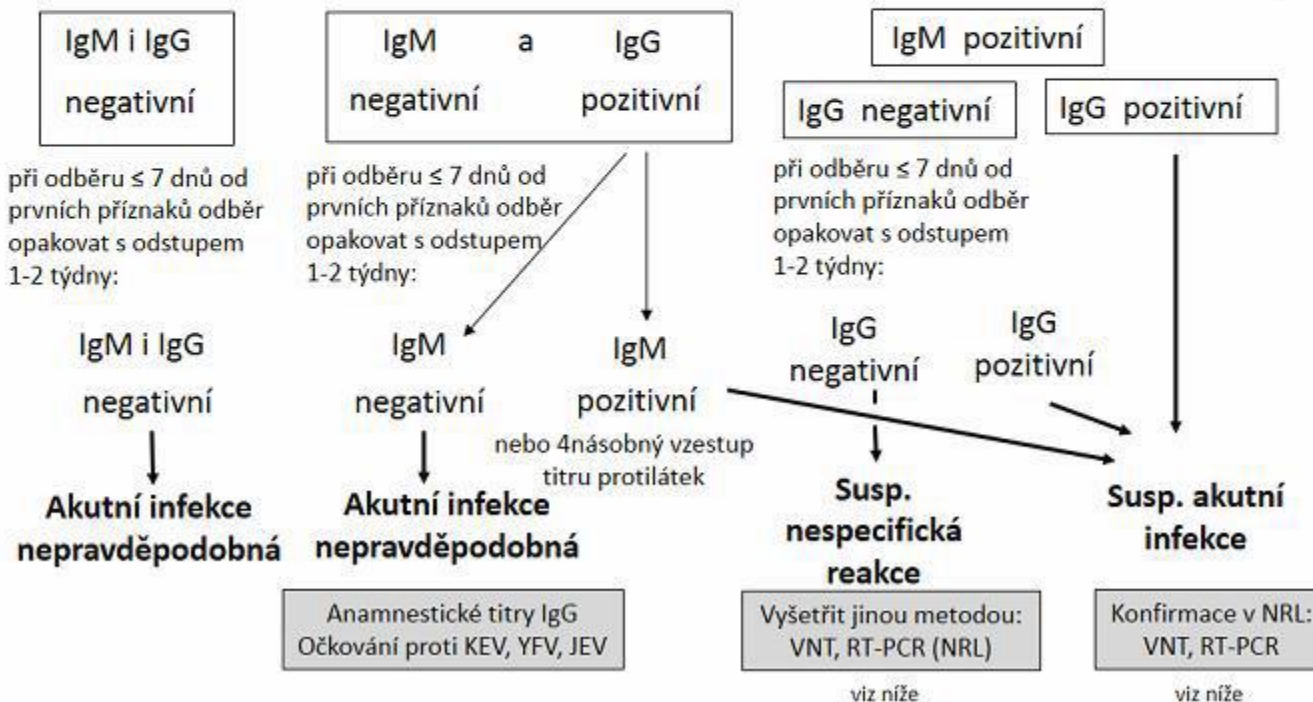 IgM i IgG
negativní
IgM a IgG
negativní pozitivní
IgM pozitivní
IgG negativní
IgG pozitivní
při odběru ≤ 7 dnů od
prvních příznaků odběr
opakovat s odstupem
1-2 týdny:
při odběru ≤ 7 dnů od
prvních příznaků odběr
opakovat s odstupem
1-2 týdny:
při odběru ≤ 7 dnů od
prvních příznaků odběr
opakovat s odstupem
1-2 týdny:
IgM i IgG
negativní
IgM
negativní
IgM
pozitivní
nebo 4násobný vzestup
titru protilátek
IgG
negativní
IgG
pozitivní
Akutní infekce
nepravděpodobná
Akutní infekce
nepravděpodobná
Susp.
nespecifická
reakce
Susp. akutní
infekce
Anamnestické titry IgG
Očkování proti KEV, YFV, JEV
Vyšetřit jinou metodou:
VNT, RT-PCR (NRL)
viz níže
Konfirmace v NRL:
VNT, RT-PCR
viz níže